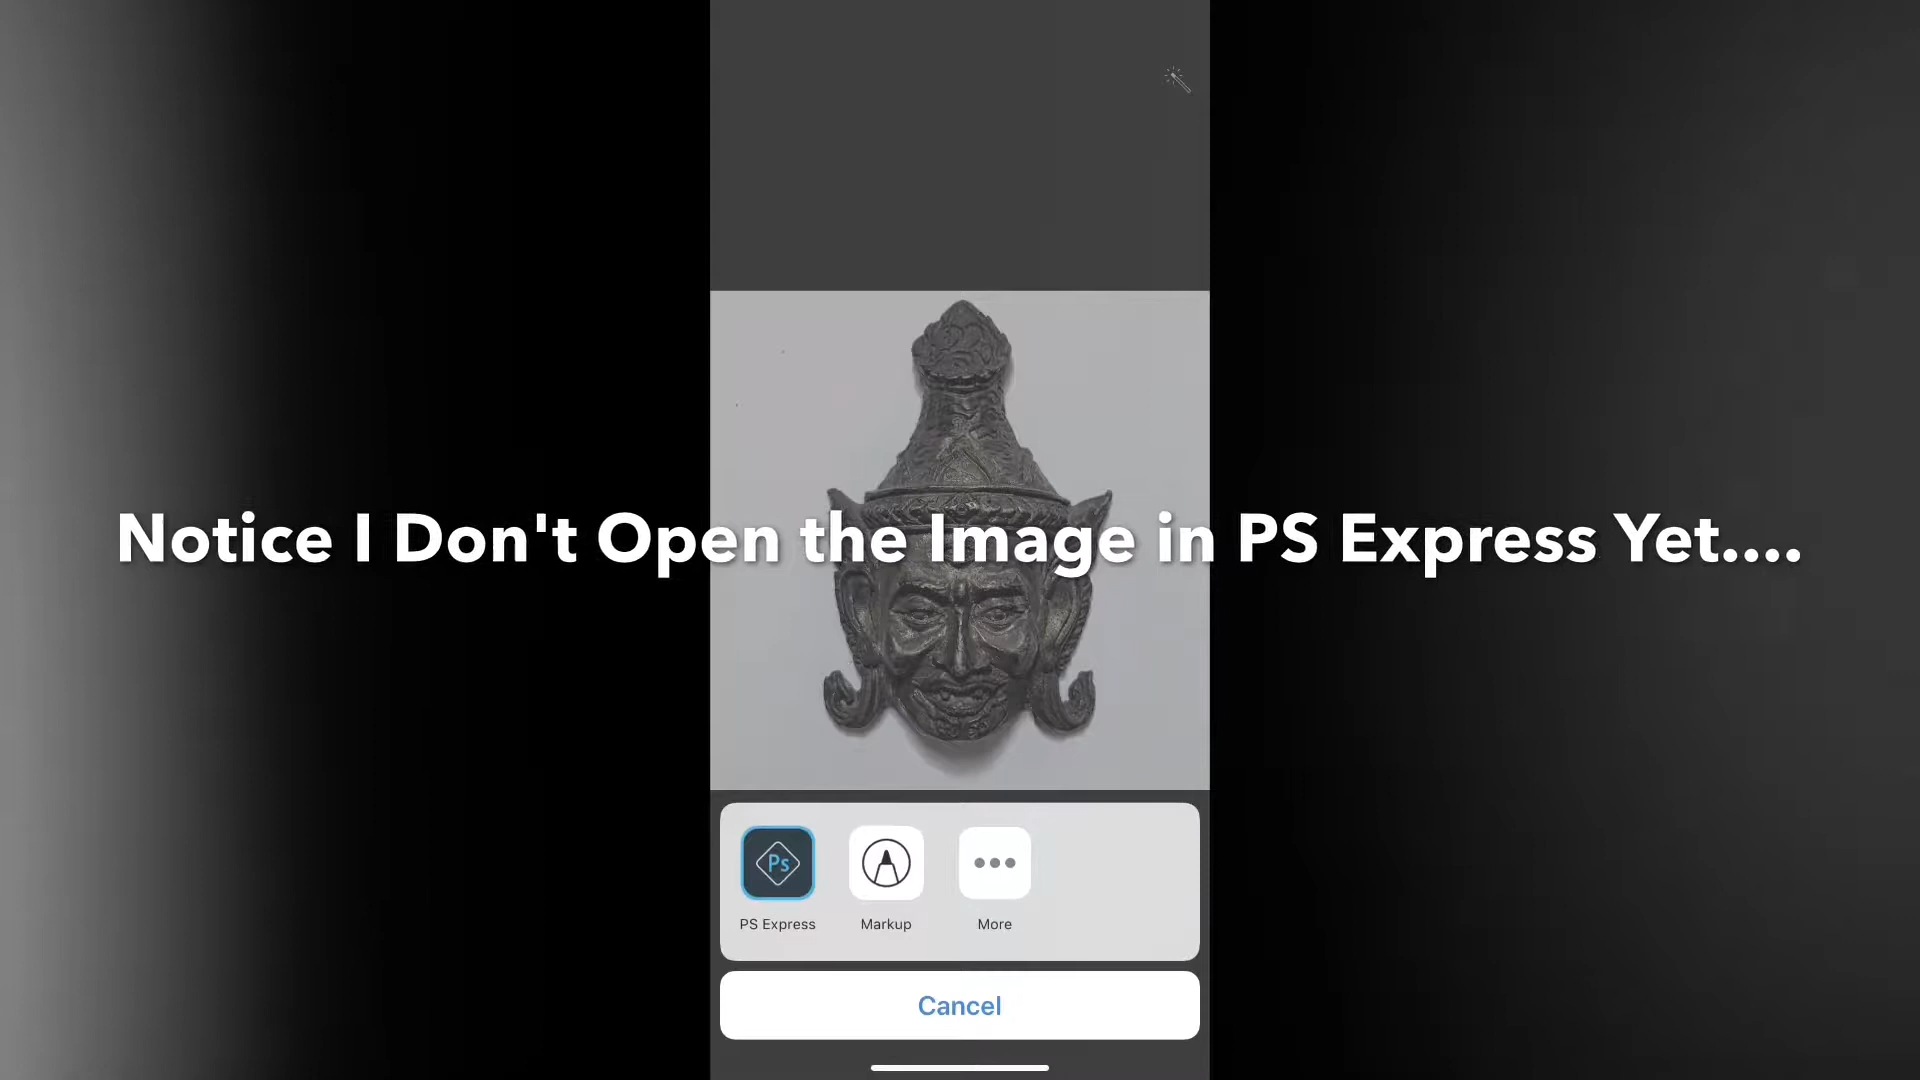 Notice I Don't Open the Image in PS Express Yet....
Ps
PS Express
Markup
More
Cancel